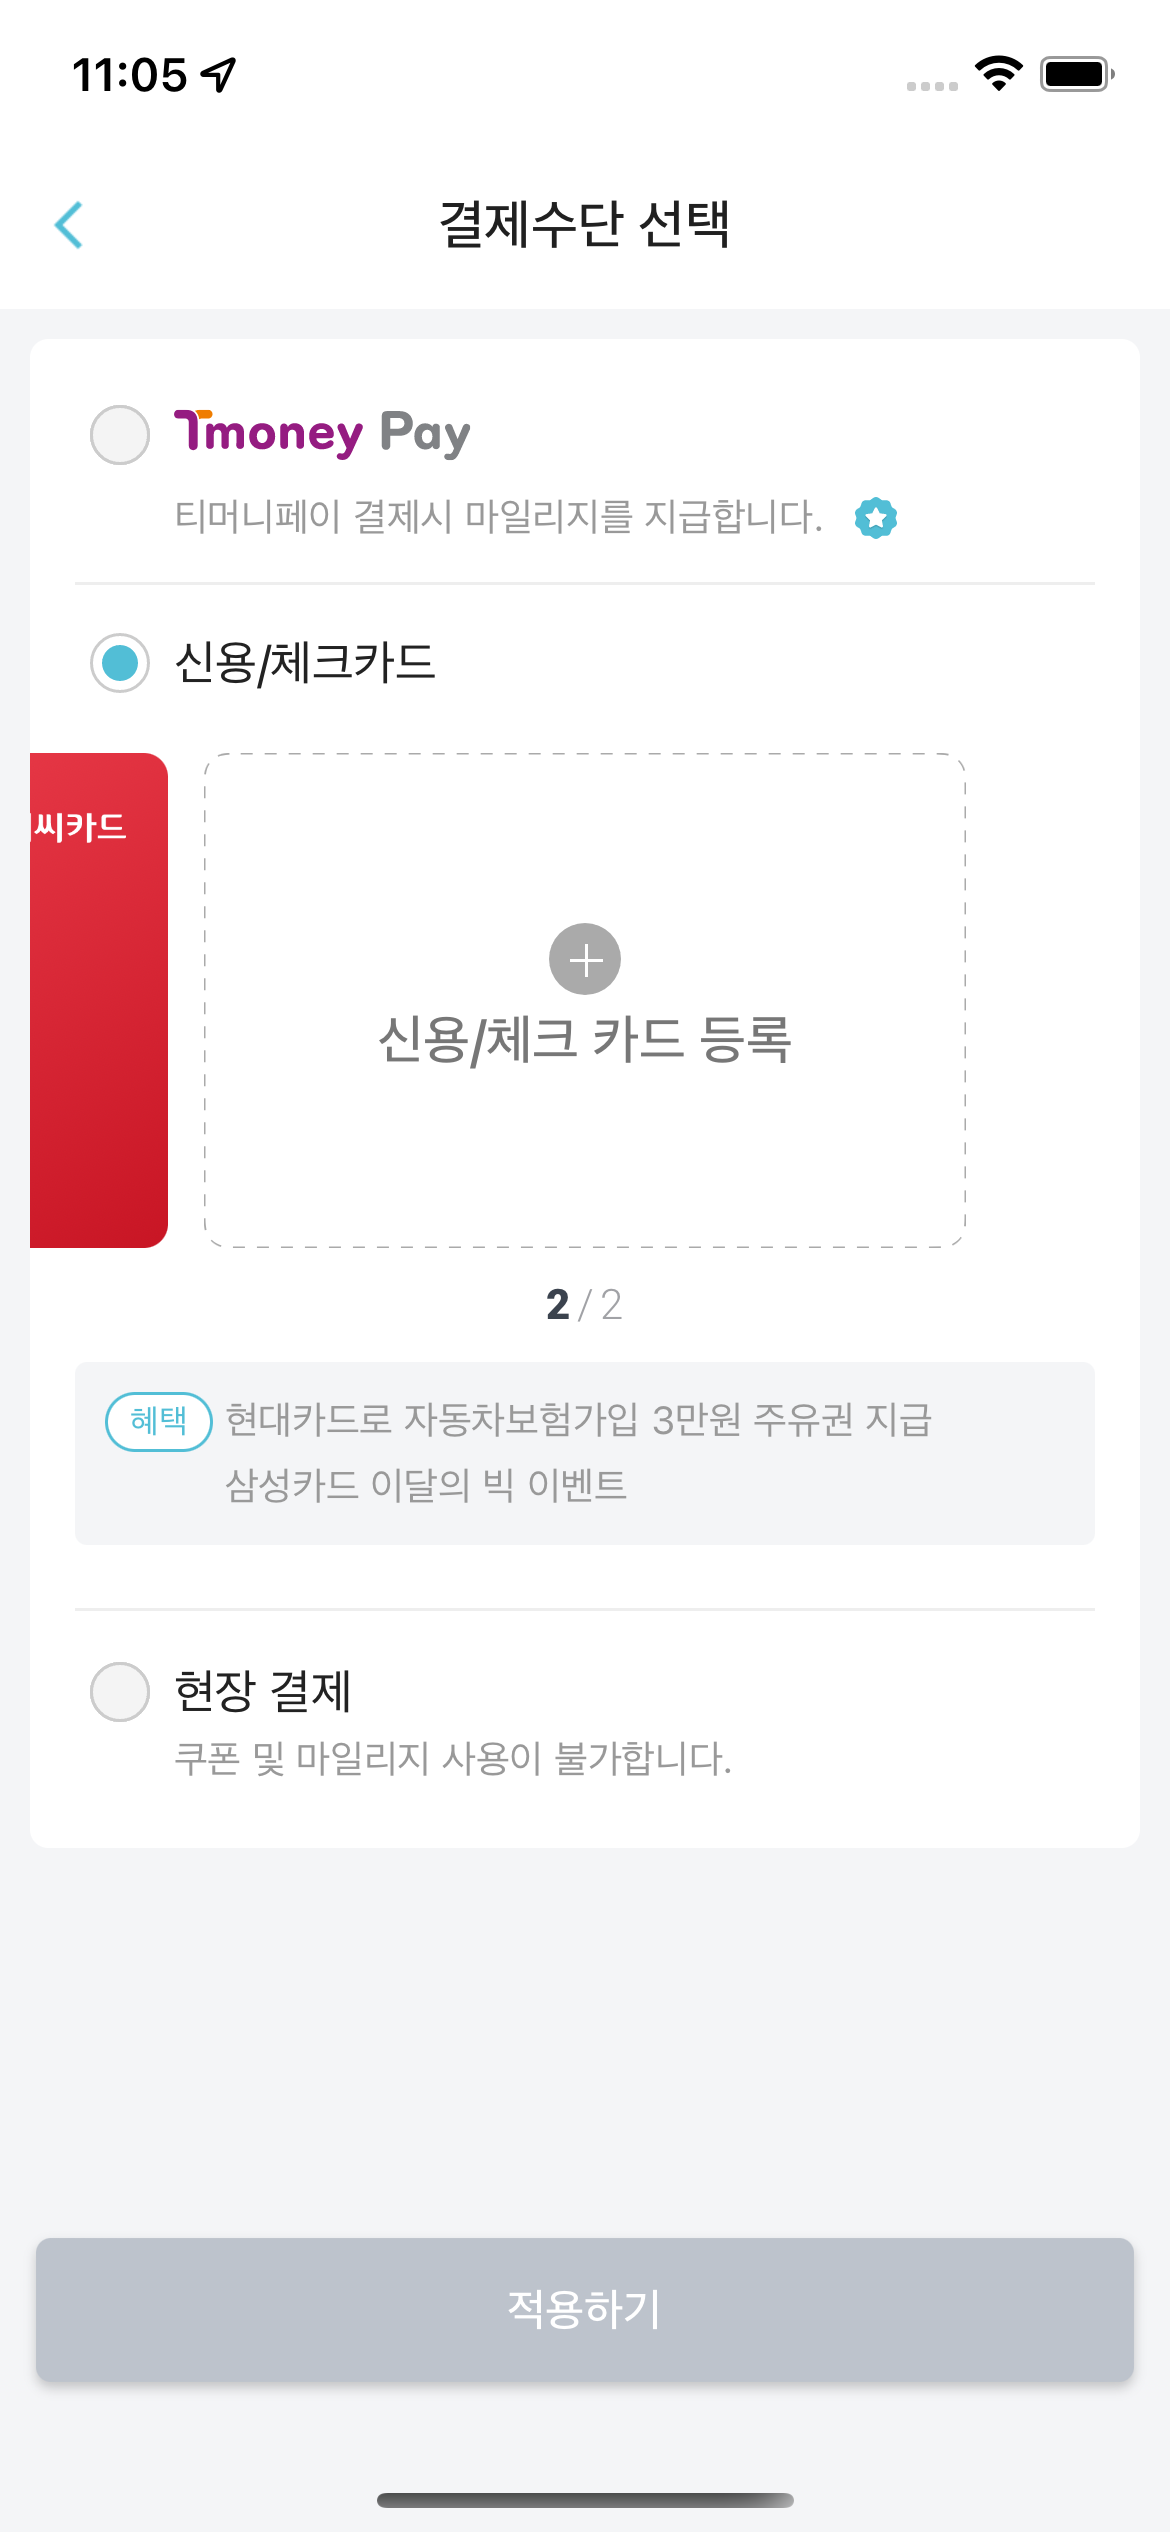 11:05
결제수단 선택
Tmoney Pay
티머니페이 결제시 마일리지를 지급합니다.
신용/체크카드
씨카드
신용/체크 카드 등록
2 / 2
혜택 현대카드로 자동차보험가입 3만원 주유권 지급
삼성카드 이달의 빅 이벤트
현장 결제
쿠폰 및 마일리지 사용이 불가합니다.
적용하기